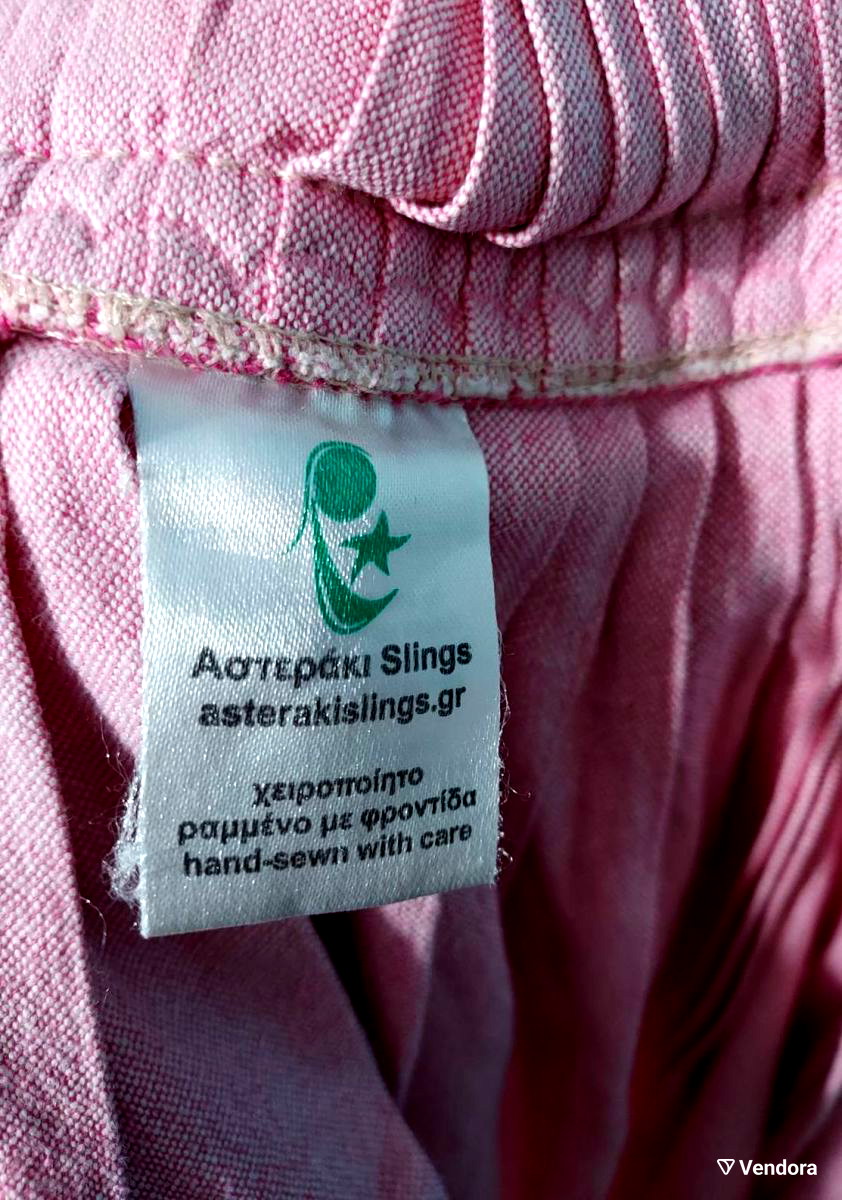 Αστεράκι Slings
asterakislings.gr
χειροποίητο
ραμμένο με φροντίδα
hand-sewn with care
Vendora